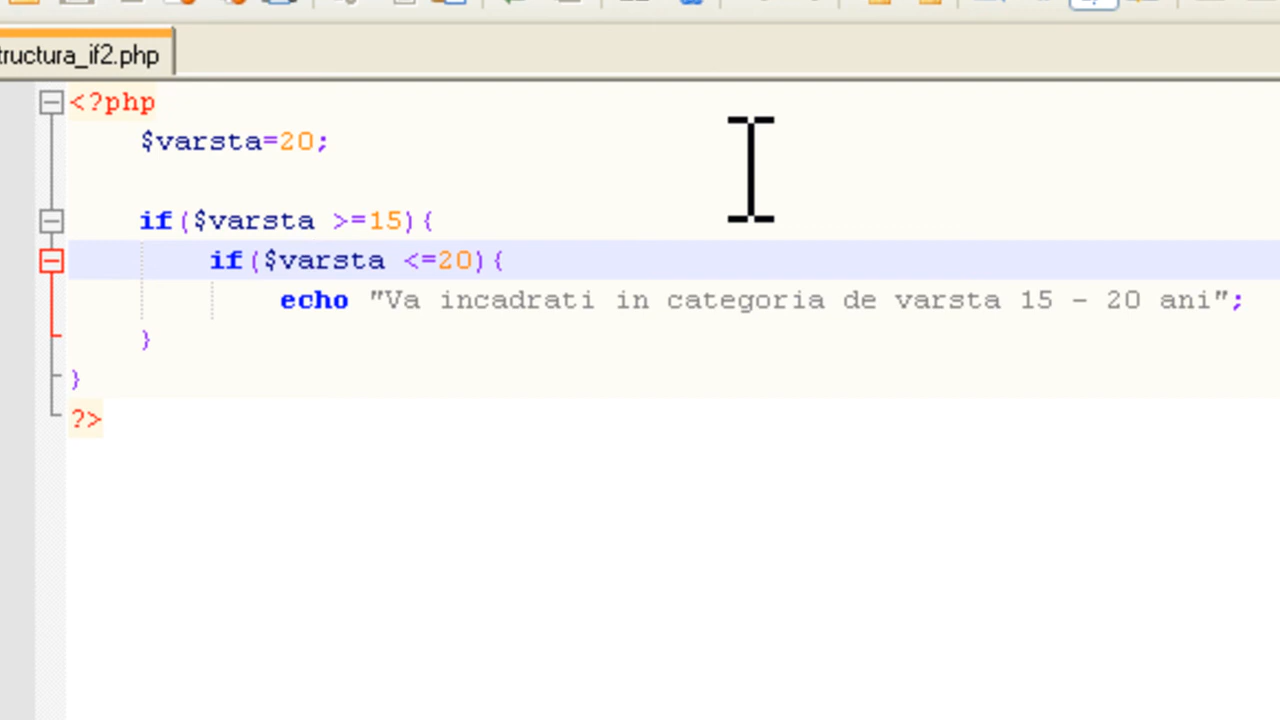 tructura_if2.php
<?php
$varsta=20;
if($varsta >=15){
if($varsta <=20){
echo "Va incadrati in categoria de varsta 15 - 20 ani";
}
}
?>